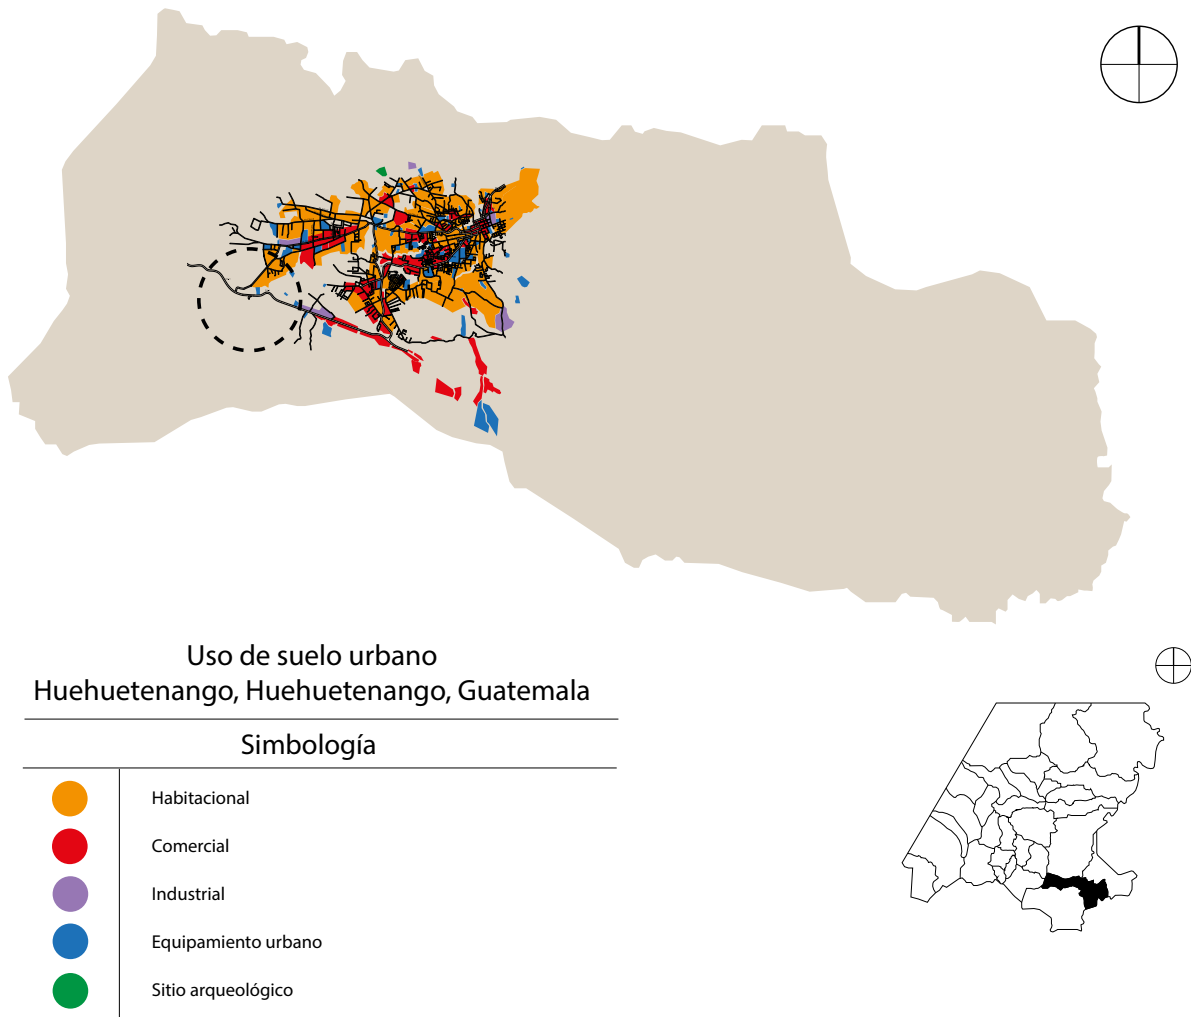 Uso de suelo urbano
Huehuetenango, Huehuetenango, Guatemala
Simbología
Habitacional
Comercial
Industrial
Equipamiento urbano
Sitio arqueológico